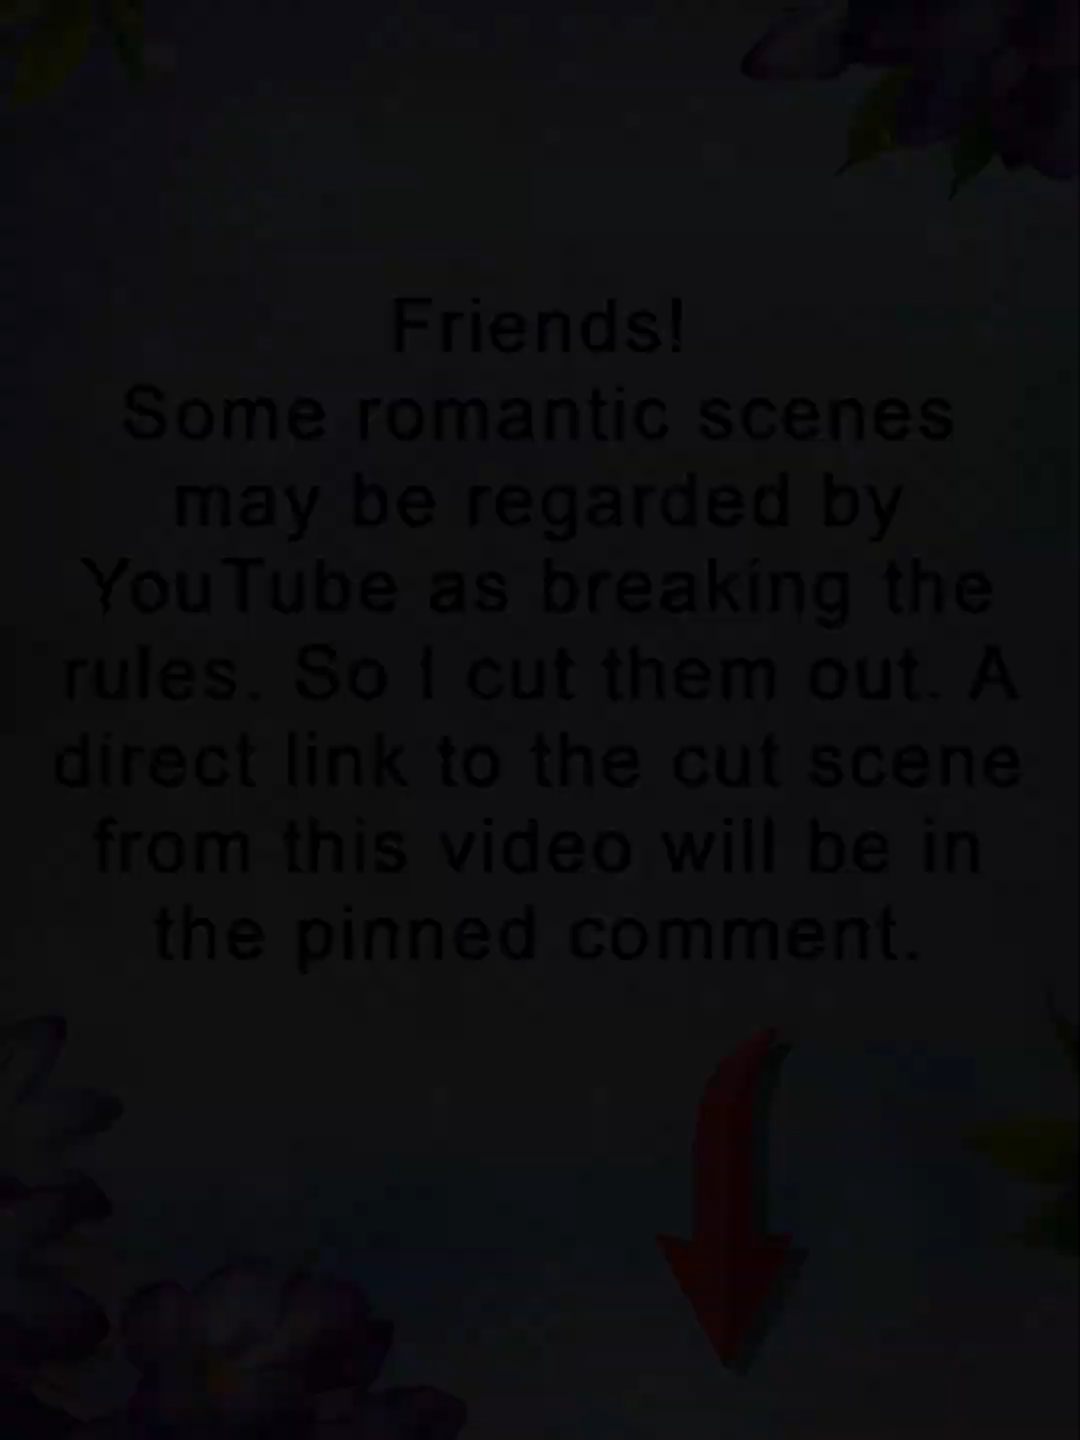 Friends!
Some romantic scenes
may be regarded by
YouTube as breaking the
rules. So I cut them out. A
direct link to the cut scene
from this video will be in
the pinned comment.